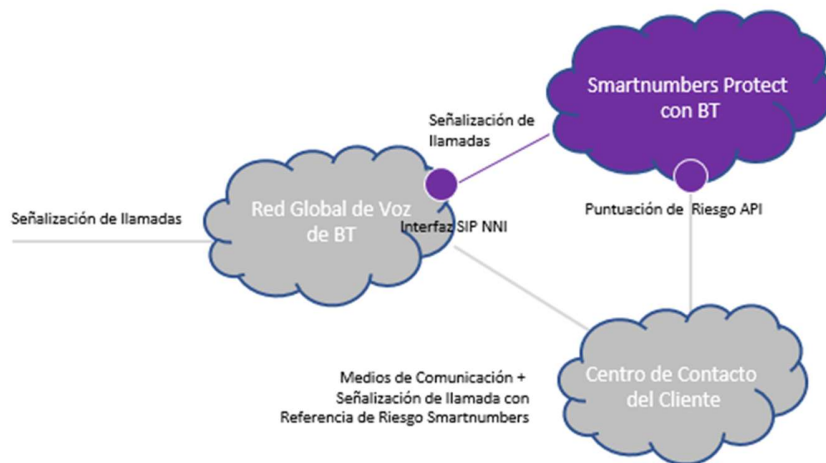 Smartnumbers Protect
con BT
Señalización de
llamadas
Red Global de Voz
de BT
Señalización de llamadas
Interfaz SIP NNI
Puntuación de Riesgo API
Medios de Comunicación +
Señalización de llamada con
Referencia de Riesgo Smartnumbers
Centro de Contacto
del Cliente